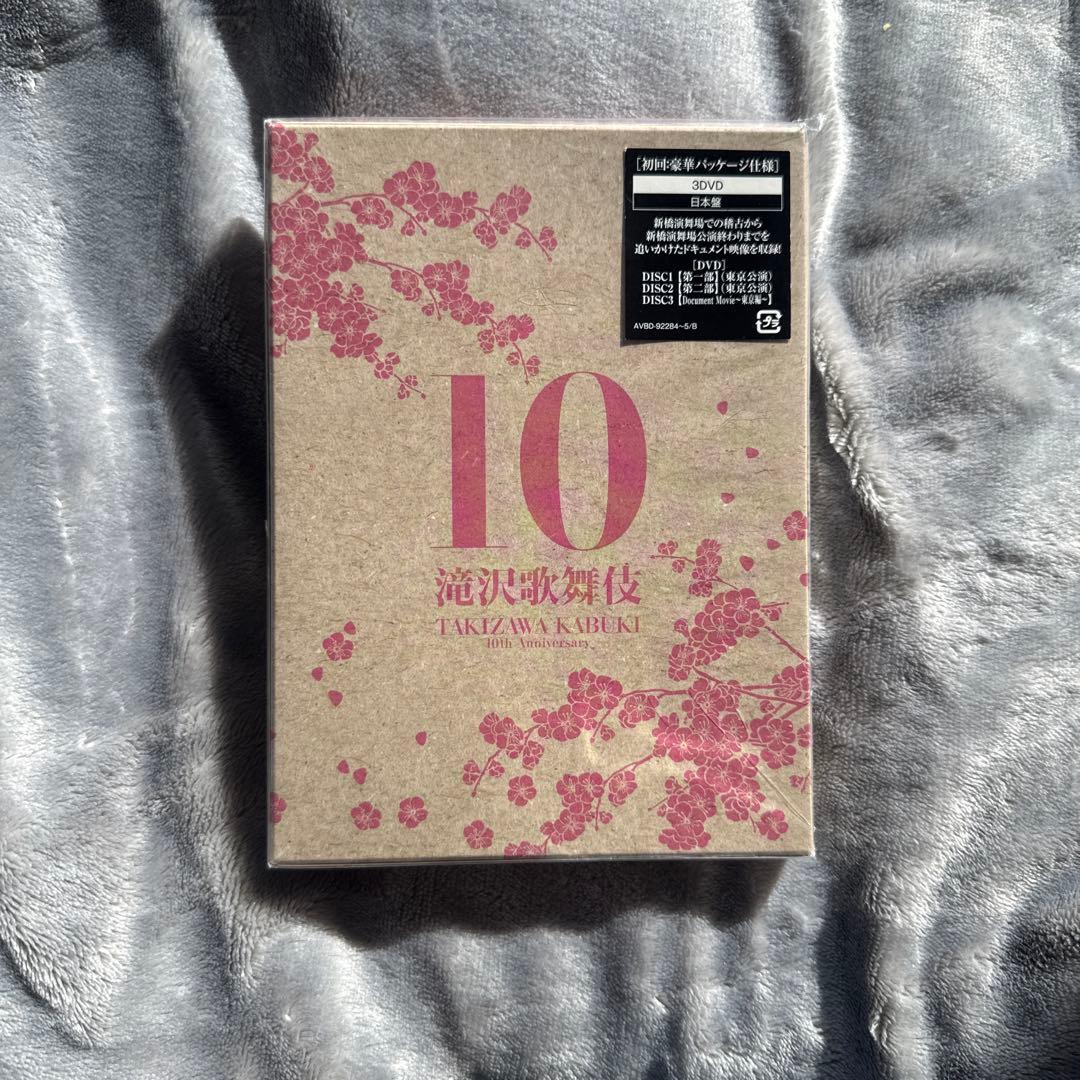 [初回:豪華パッケージ仕様]
3DVD
日本盤
新橋演舞場での稽古から
新橋演舞場公演終わりまでを
追いかけたドキュメント映像を収録!
[DVD]
DISC1【第一部】(東京公演)
DISC2【第二部】(東京公演)
DISC3【Document Movie~東京編~】
AVBD-92284~5/B
プラ
10
滝沢歌舞伎
TAKIZAWA KABUKI
10th Anniversary